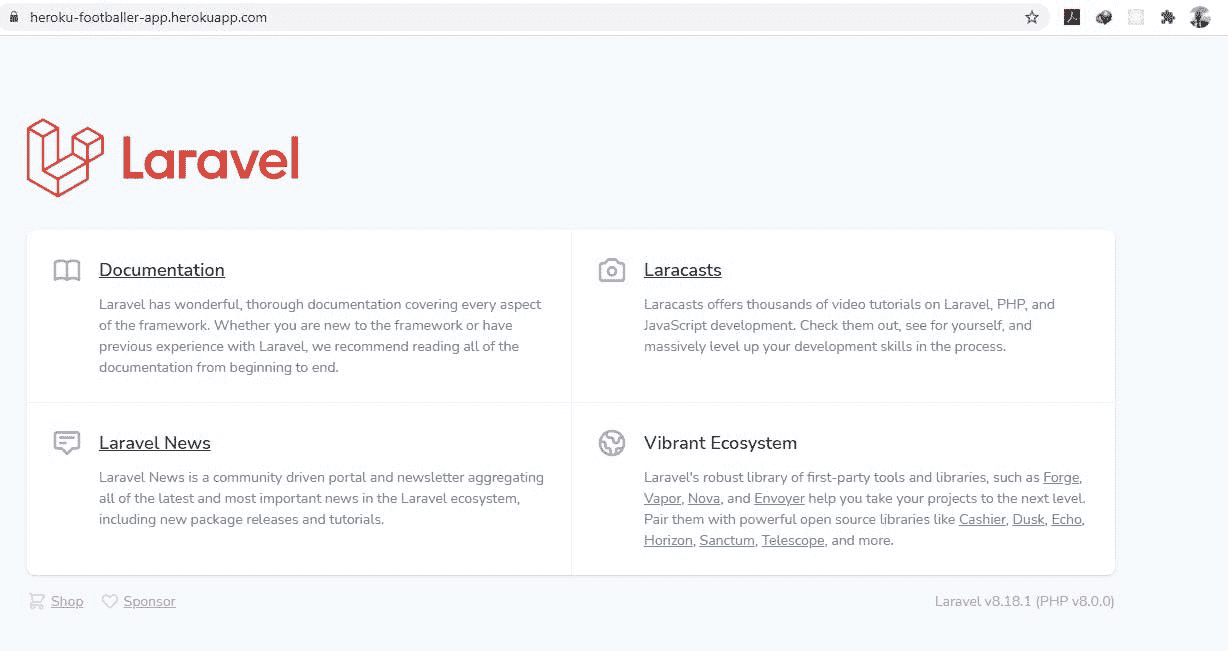 heroku-footballer-app.herokuapp.com
Laravel
Documentation
Laravel has wonderful, thorough documentation covering every aspect
of the framework. Whether you are new to the framework or have
previous experience with Laravel, we recommend reading all of the
documentation from beginning to end.
Laracasts
Laracasts offers thousands of video tutorials on Laravel, PHP, and
JavaScript development. Check them out, see for yourself, and
massively level up your development skills in the process.
Laravel News
Laravel News is a community driven portal and newsletter aggregating
all of the latest and most important news in the Laravel ecosystem,
including new package releases and tutorials.
Vibrant Ecosystem
Laravel's robust library of first-party tools and libraries, such as Forge,
Vapor, Nova, and Envoyer help you take your projects to the next level.
Pair them with powerful open source libraries like Cashier, Dusk, Echo,
Horizon, Sanctum, Telescope, and more.
Shop Sponsor
Laravel v8.18.1 (PHP v8.0.0)